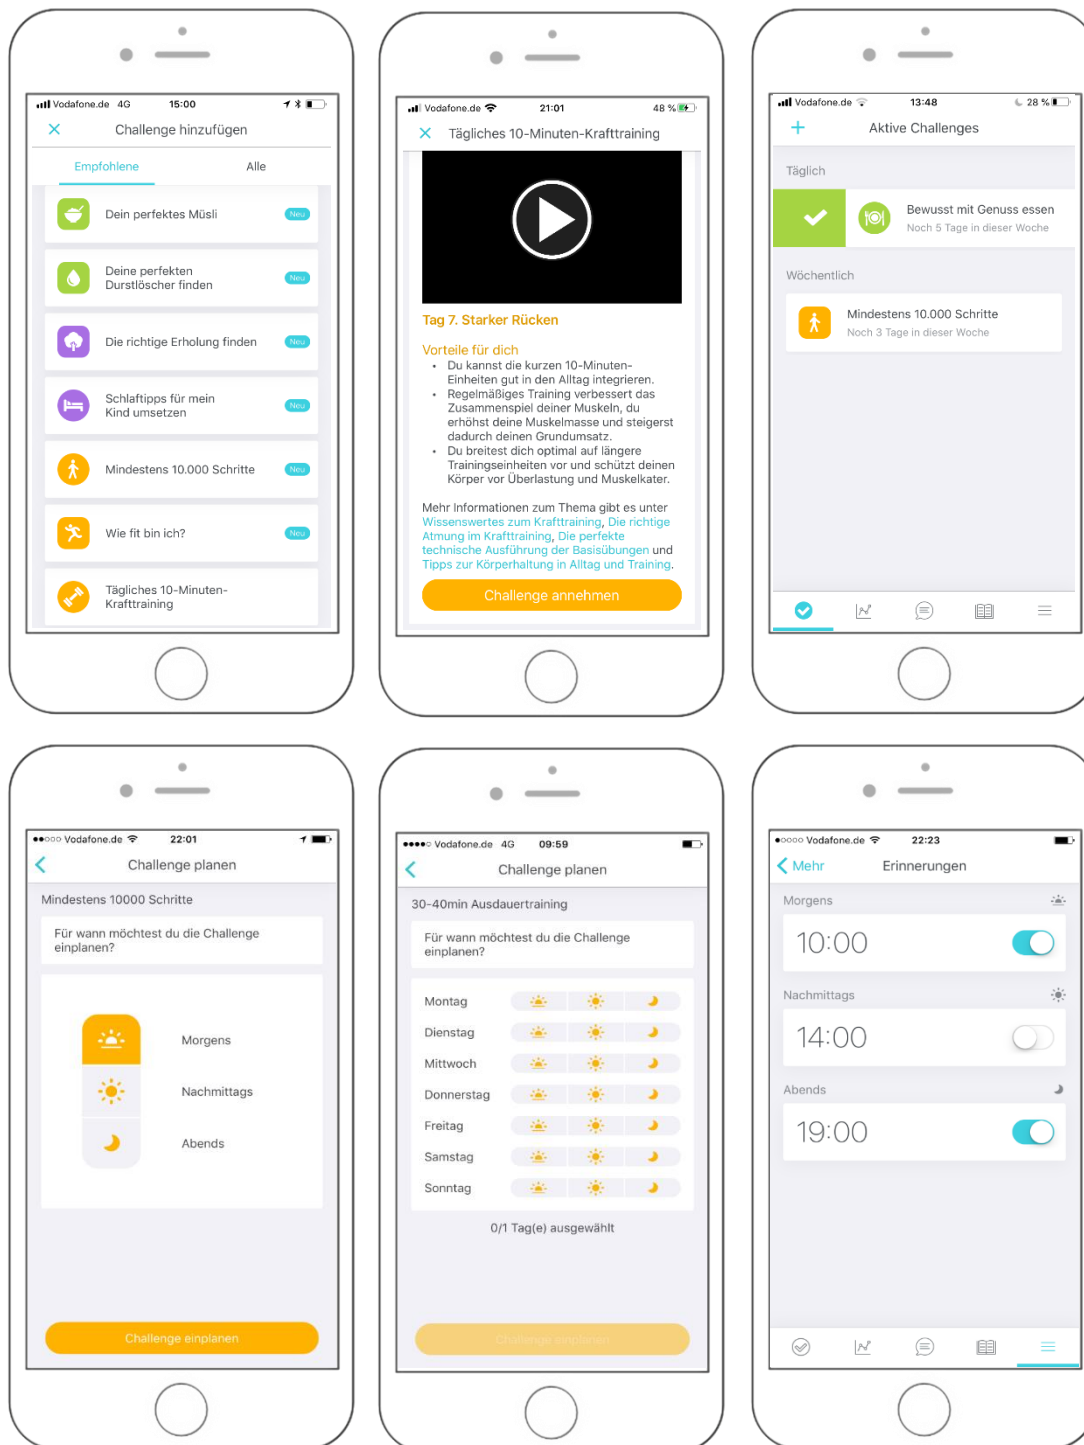 Vodafone.de 4G 15:00
Challenge hinzufügen
Empfohlene Alle
Dein perfektes Müsli Neu
Deine perfekten
Durstlöscher finden Neu
Die richtige Erholung finden Neu
Schlaftipps für mein
Kind umsetzen Neu
Mindestens 10.000 Schritte Neu
Wie fit bin ich? Neu
Tägliches 10-Minuten-
Krafttraining
Vodafone.de 21:01 48 %
Tägliches 10-Minuten-Krafttraining
Tag 7. Starker Rücken
Vorteile für dich
• Du kannst die kurzen 10-Minuten-
Einheiten gut in den Alltag integrieren.
• Regelmäßiges Training verbessert das
Zusammenspiel deiner Muskeln, du
erhöhst deine Muskelmasse und steigerst
dadurch deinen Grundumsatz.
• Du breitest dich optimal auf längere
Trainingseinheiten vor und schützt deinen
Körper vor Überlastung und Muskelkater.
Mehr Informationen zum Thema gibt es unter
Wissenswertes zum Krafttraining, Die richtige
Atmung im Krafttraining, Die perfekte
technische Ausführung der Basisübungen und
Tipps zur Körperhaltung in Alltag und Training.
Challenge annehmen
Vodafone.de 13:48 28 %
Aktive Challenges
Täglich
Bewusst mit Genuss essen
Noch 5 Tage in dieser Woche
Wöchentlich
Mindestens 10.000 Schritte
Noch 3 Tage in dieser Woche
Vodafone.de 22:01
Challenge planen
Mindestens 10000 Schritte
Für wann möchtest du die Challenge
einplanen?
Morgens
Nachmittags
Abends
Challenge einplanen
Vodafone.de 4G 09:59
Challenge planen
30-40min Ausdauertraining
Für wann möchtest du die Challenge
einplanen?
Montag
Dienstag
Mittwoch
Donnerstag
Freitag
Samstag
Sonntag
0/1 Tag(e) ausgewählt
Challenge einplanen
Vodafone.de 22:23
Mehr Erinnerungen
Morgens
10:00
Nachmittags
14:00
Abends
19:00